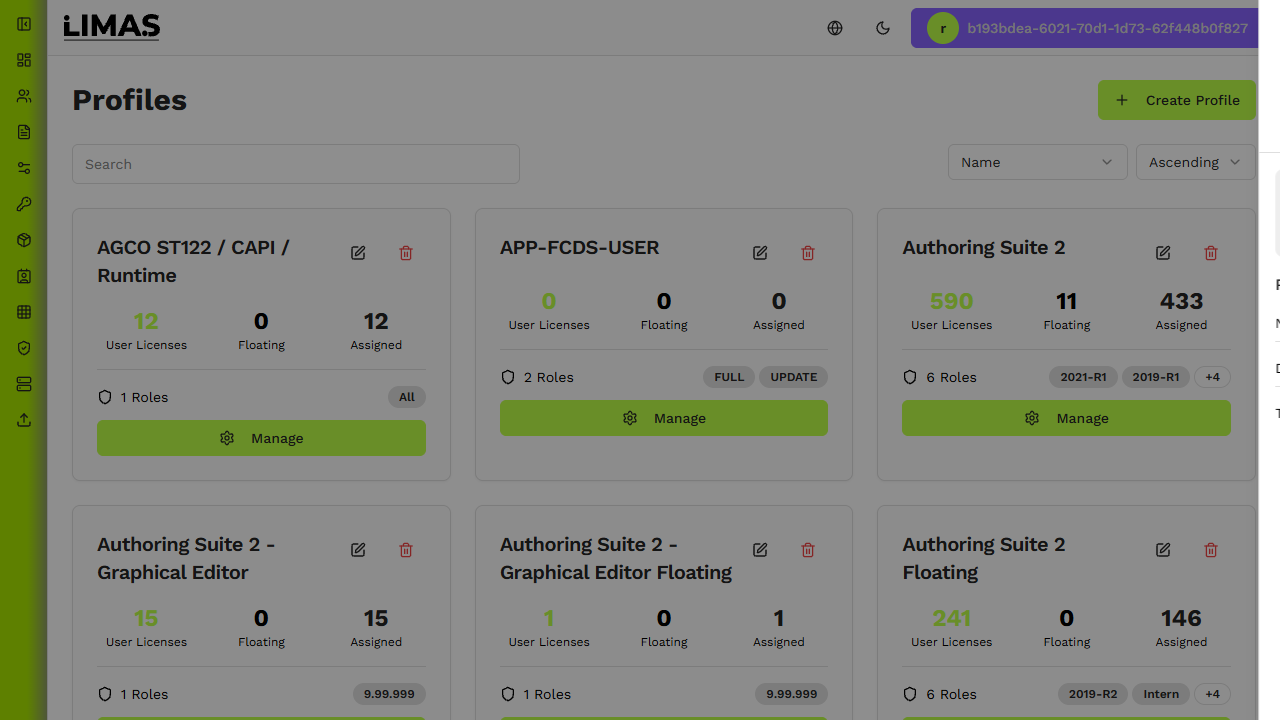 LIMAS
r b193bdea-6021-70d1-1d73-62f448b0f827
Profiles
Create Profile
Search
Name
Ascending
AGCO ST122 / CAPI /
Runtime
12 0 12
User Licenses Floating Assigned
1 Roles All
Manage
APP-FCDS-USER
0 0 0
User Licenses Floating Assigned
2 Roles FULL UPDATE
Manage
Authoring Suite 2
590 11 433
User Licenses Floating Assigned
6 Roles 2021-R1 2019-R1 +4
Manage
Authoring Suite 2 -
Graphical Editor
15 0 15
User Licenses Floating Assigned
1 Roles 9.99.999
Authoring Suite 2 -
Graphical Editor Floating
1 0 1
User Licenses Floating Assigned
1 Roles 9.99.999
Authoring Suite 2
Floating
241 0 146
User Licenses Floating Assigned
6 Roles 2019-R2 Intern +4